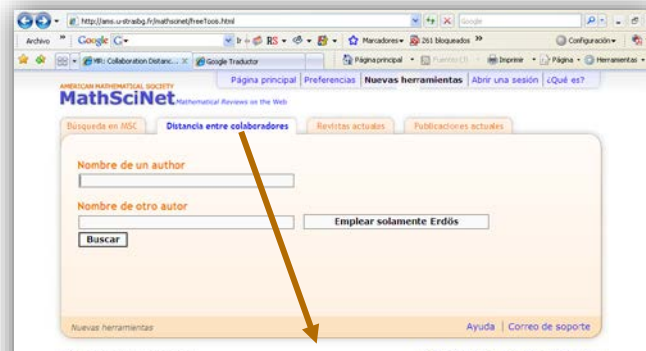 http://ams.u-strasbg.fr/mathscinet/freeTools.html
Google
Archivo » Google G- Ir RS Marcadores 261 bloqueados » Configuración
MR: Collaboration Distanc... Google Traductor Página principal Imprimir Página Herramientas
AMERICAN MATHEMATICAL SOCIETY
Página principal | Preferencias | Nuevas herramientas | Abrir una sesión | ¿Qué es?
MathSciNet Mathematical Reviews on the Web
Búsqueda en MSC Distancia entre colaboradores Revistas actuales Publicaciones actuales
Nombre de un author
Nombre de otro autor
Emplear solamente Erdös
Buscar
Nuevas herramientas Ayuda | Correo de soporte